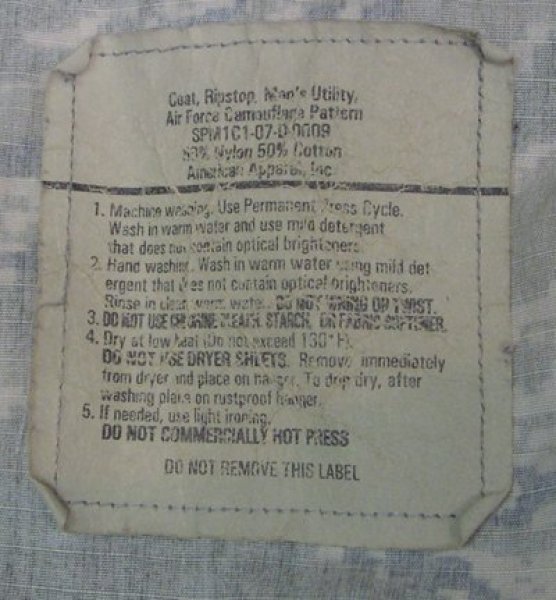 Coat, Ripstop, Man's Utility,
Air Force Camouflage Pattern
SPM1C1-07-D-0009
50% Nylon 50% Cotton
American Apparel, Inc.
1. Machine washing. Use Permanent Press Cycle.
Wash in warm water and use mild detergent
that does not contain optical brighteners.
2. Hand washing. Wash in warm water using mild det
ergent that does not contain optical brighteners.
Rinse in clean, warm water. DO NOT WRING OR TWIST.
3. DO NOT USE CHLORINE BLEACH, STARCH, OR FABRIC SOFTENER.
4. Dry at low heat (Do not exceed 130°F).
DO NOT USE DRYER SHEETS. Remove immediately
from dryer and place on hanger. To drip dry, after
washing place on rustproof hanger.
5. If needed, use light ironing.
DO NOT COMMERCIALLY HOT PRESS
DO NOT REMOVE THIS LABEL